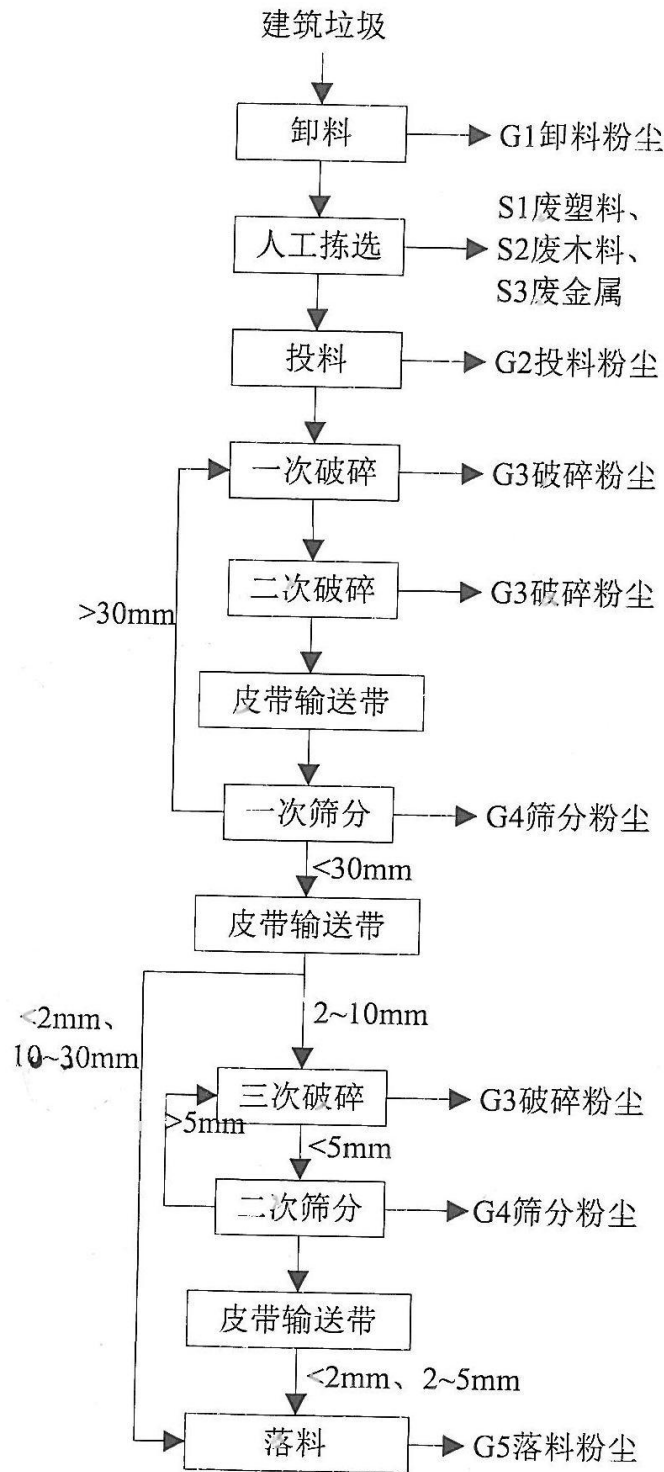 建筑垃圾
卸料
G1卸料粉尘
人工拣选
S1废塑料、
S2废木料、
S3废金属
投料
G2投料粉尘
一次破碎
G3破碎粉尘
二次破碎
G3破碎粉尘
>30mm
皮带输送带
一次筛分
G4筛分粉尘
<30mm
皮带输送带
<2mm、
10~30mm
2~10mm
三次破碎
G3破碎粉尘
>5mm
<5mm
二次筛分
G4筛分粉尘
皮带输送带
<2mm、2~5mm
落料
G5落料粉尘